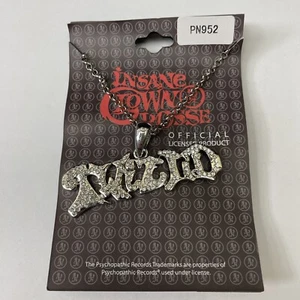 PN952
INSANE
CLOWN
POSSE
OFFICIAL
LICENSED PRODUCT
TWIZTID
The Psychopathic Records Trademarks are properties of
Psychopathic Records® used under license.